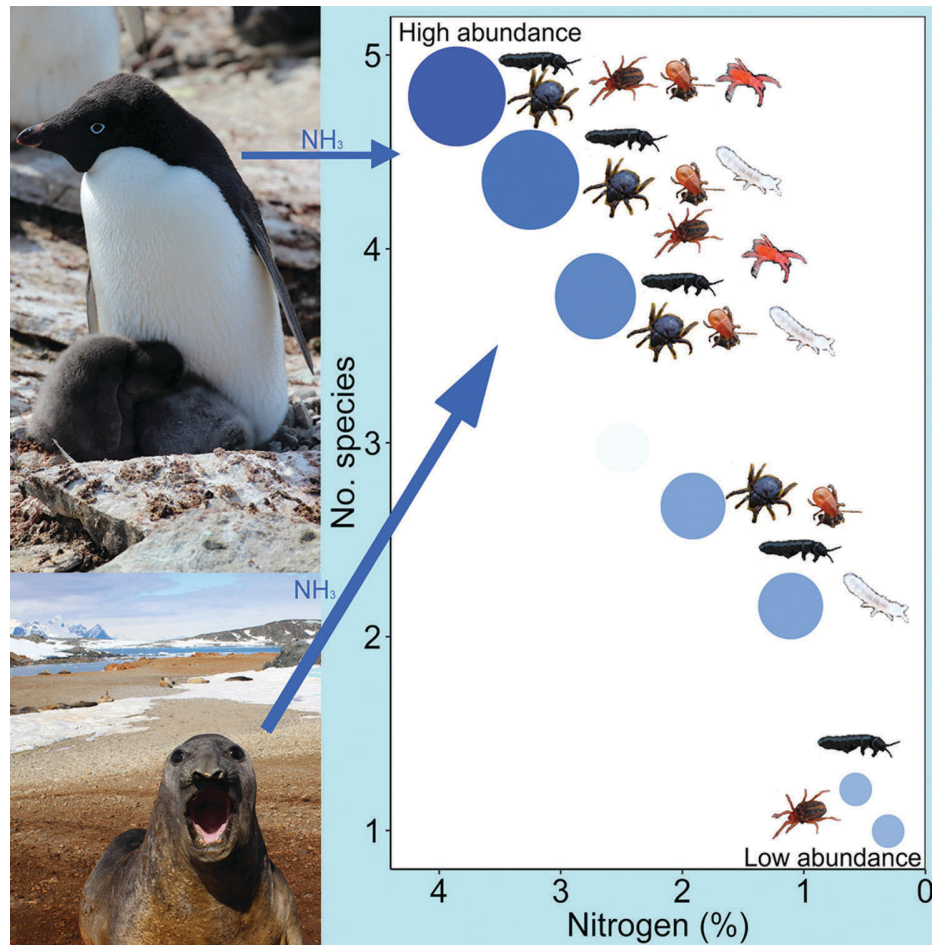 High abundance
5
NH₃
4
No. species
3
NH₃
2
1
Low abundance
4 3 2 1 0
Nitrogen (%)